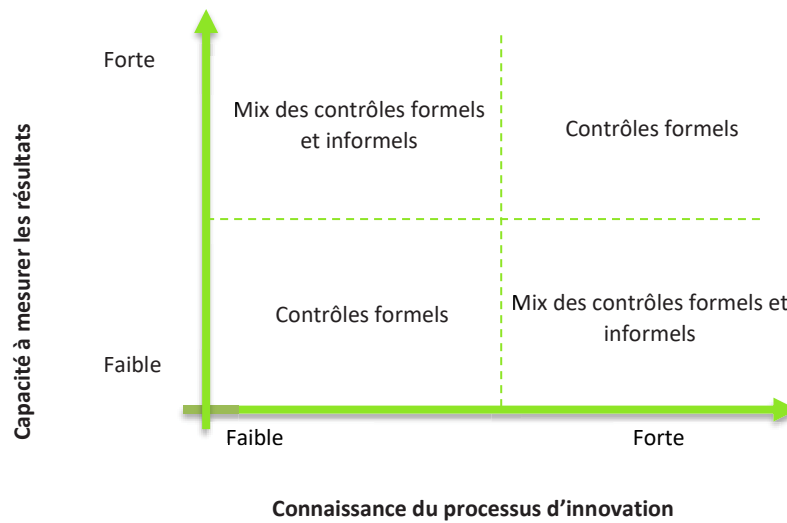 Capacité à mesurer les résultats
Forte
Mix des contrôles formels
et informels
Contrôles formels
Contrôles formels
Mix des contrôles formels et
informels
Faible
Faible
Forte
Connaissance du processus d’innovation